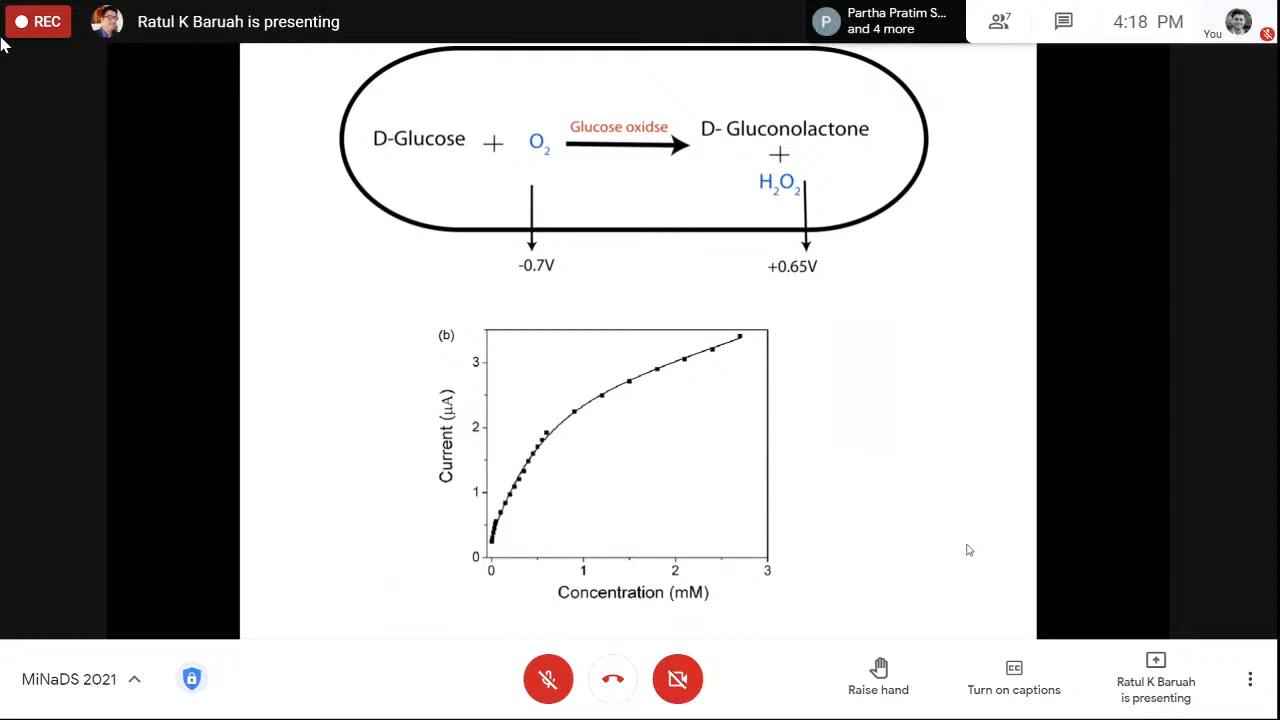 REC
Ratul K Baruah is presenting
P
Partha Pratim S...
and 4 more
7
4:18 PM
You
D-Glucose + O2
Glucose oxidse
D- Gluconolactone
+
H2O2
-0.7V
+0.65V
(b)
3
2
1
0
Current (μA)
0 1 2 3
Concentration (mM)
MiNaDS 2021
Raise hand
CC
Turn on captions
Ratul K Baruah
is presenting